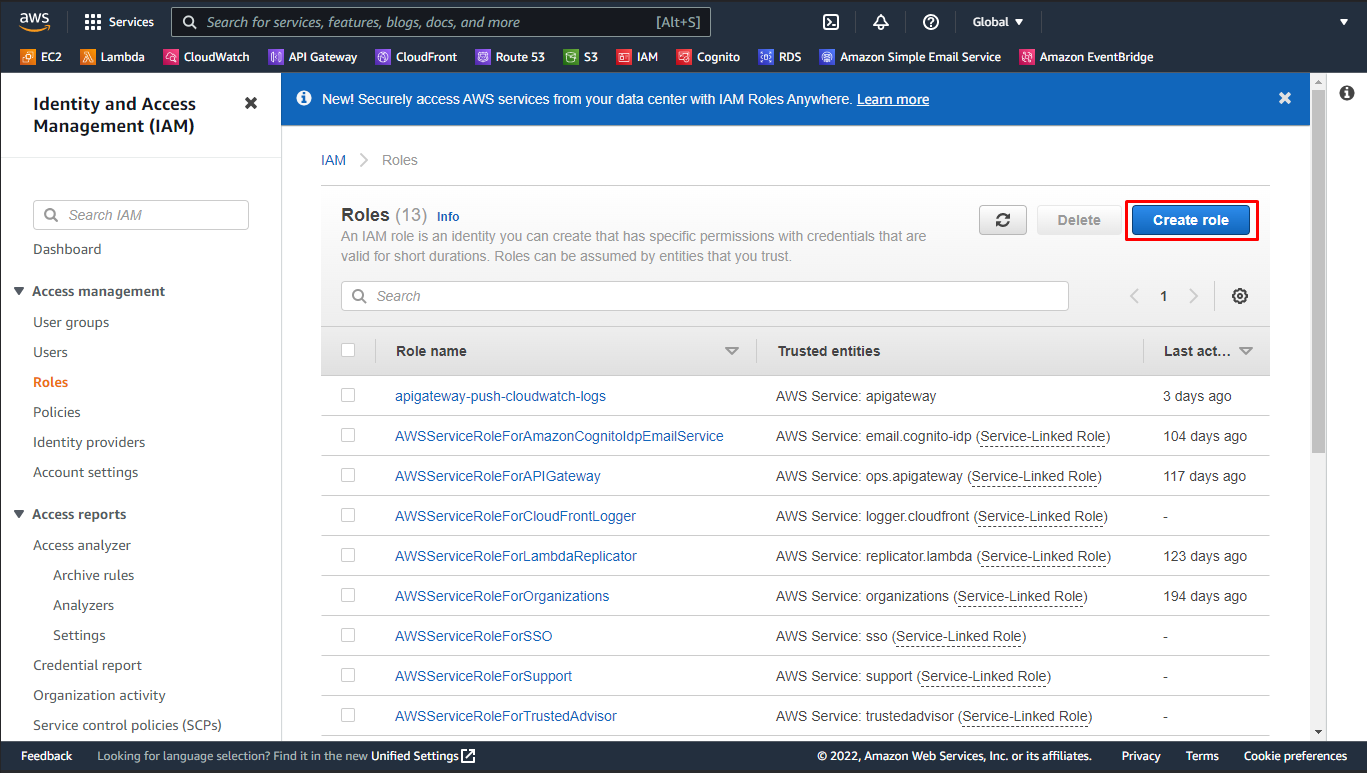 aws
Services
Search for services, features, blogs, docs, and more
[Alt+S]
Global
EC2
Lambda
CloudWatch
API Gateway
CloudFront
Route 53
S3
IAM
Cognito
RDS
Amazon Simple Email Service
Amazon EventBridge
Identity and Access
Management (IAM)
Search IAM
Dashboard
Access management
User groups
Users
Roles
Policies
Identity providers
Account settings
Access reports
Access analyzer
Archive rules
Analyzers
Settings
Credential report
Organization activity
Service control policies (SCPs)
New! Securely access AWS services from your data center with IAM Roles Anywhere. Learn more
IAM
Roles
Roles (13) Info
An IAM role is an identity you can create that has specific permissions with credentials that are
valid for short durations. Roles can be assumed by entities that you trust.
Delete
Create role
Search
1
Role name
Trusted entities
Last act...
apigateway-push-cloudwatch-logs
AWS Service: apigateway
3 days ago
AWSServiceRoleForAmazonCognitoIdpEmailService
AWS Service: email.cognito-idp (Service-Linked Role)
104 days ago
AWSServiceRoleForAPIGateway
AWS Service: ops.apigateway (Service-Linked Role)
117 days ago
AWSServiceRoleForCloudFrontLogger
AWS Service: logger.cloudfront (Service-Linked Role)
-
AWSServiceRoleForLambdaReplicator
AWS Service: replicator.lambda (Service-Linked Role)
123 days ago
AWSServiceRoleForOrganizations
AWS Service: organizations (Service-Linked Role)
194 days ago
AWSServiceRoleForSSO
AWS Service: sso (Service-Linked Role)
-
AWSServiceRoleForSupport
AWS Service: support (Service-Linked Role)
-
AWSServiceRoleForTrustedAdvisor
AWS Service: trustedadvisor (Service-Linked Role)
-
Feedback
Looking for language selection? Find it in the new Unified Settings
© 2022, Amazon Web Services, Inc. or its affiliates.
Privacy
Terms
Cookie preferences